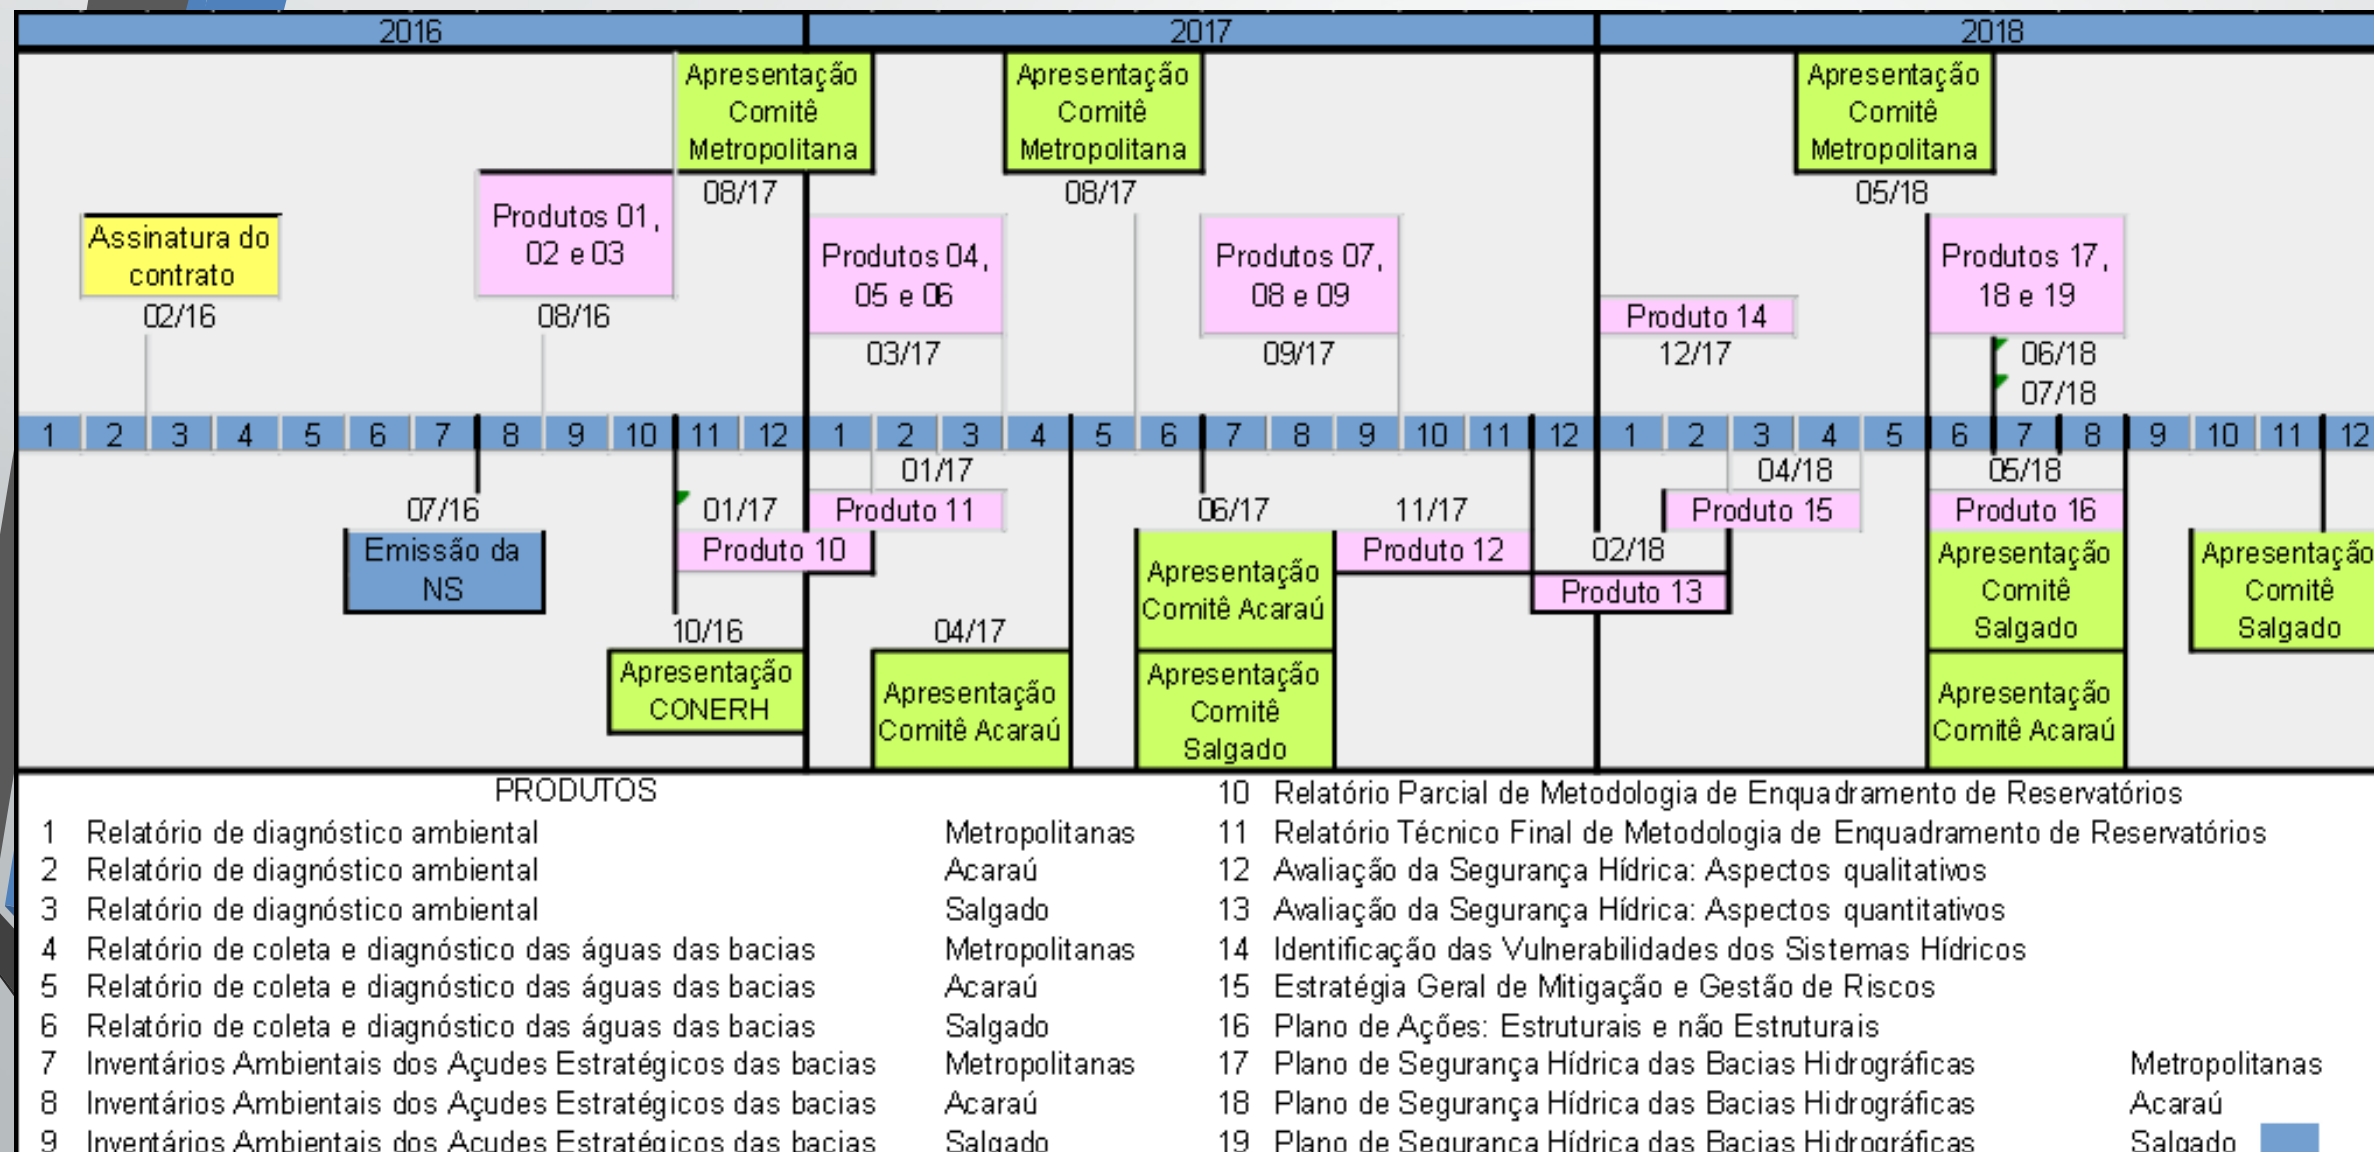 2016 2017 2018
Apresentação
Comitê
Metropolitana
08/17
Apresentação
Comitê
Metropolitana
08/17
Apresentação
Comitê
Metropolitana
05/18
Assinatura do
contrato
02/16
Produtos 01,
02 e 03
08/16
Produtos 04,
05 e 06
03/17
Produtos 07,
08 e 09
09/17
Produto 14
12/17
Produtos 17,
18 e 19
06/18
07/18
1 2 3 4 5 6 7 8 9 10 11 12 1 2 3 4 5 6 7 8 9 10 11 12 1 2 3 4 5 6 7 8 9 10 11 12
07/16
Emissão da
NS
01/17
Produto 10
10/16
Apresentação
CONERH
01/17
Produto 11
04/17
Apresentação
Comitê Acaraú
06/17
Apresentação
Comitê Acaraú
Apresentação
Comitê
Salgado
11/17
Produto 12
02/18
Produto 13
04/18
Produto 15
05/18
Produto 16
Apresentação
Comitê
Salgado
Apresentação
Comitê Acaraú
Apresentação
Comitê
Salgado
PRODUTOS
1 Relatório de diagnóstico ambiental Metropolitanas
2 Relatório de diagnóstico ambiental Acaraú
3 Relatório de diagnóstico ambiental Salgado
4 Relatório de coleta e diagnóstico das águas das bacias Metropolitanas
5 Relatório de coleta e diagnóstico das águas das bacias Acaraú
6 Relatório de coleta e diagnóstico das águas das bacias Salgado
7 Inventários Ambientais dos Açudes Estratégicos das bacias Metropolitanas
8 Inventários Ambientais dos Açudes Estratégicos das bacias Acaraú
9 Inventários Ambientais dos Açudes Estratégicos das bacias Salgado
10 Relatório Parcial de Metodologia de Enquadramento de Reservatórios
11 Relatório Técnico Final de Metodologia de Enquadramento de Reservatórios
12 Avaliação da Segurança Hídrica: Aspectos qualitativos
13 Avaliação da Segurança Hídrica: Aspectos quantitativos
14 Identificação das Vulnerabilidades dos Sistemas Hídricos
15 Estratégia Geral de Mitigação e Gestão de Riscos
16 Plano de Ações: Estruturais e não Estruturais
17 Plano de Segurança Hídrica das Bacias Hidrográficas Metropolitanas
18 Plano de Segurança Hídrica das Bacias Hidrográficas Acaraú
19 Plano de Segurança Hídrica das Bacias Hidrográficas Salgado